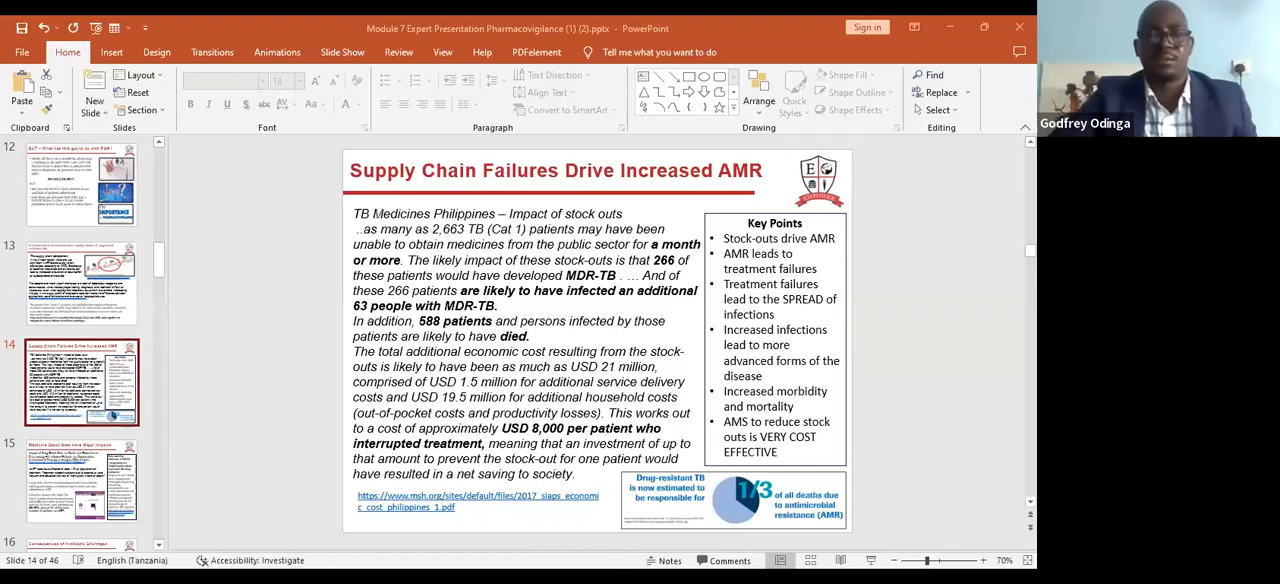 Module 7 Expert Presentation Pharmacovigilance (1) (2).pptx - PowerPoint
Sign in
File Home Insert Design Transitions Animations Slide Show Review View Help PDFelement Tell me what you want to do
Paste
Clipboard
New
Slide
Layout
Reset
Section
Slides
18
B I U S abc AV Aa A
Font
Text Direction
Align Text
Convert to SmartArt
Paragraph
Arrange
Quick
Styles
Shape Fill
Shape Outline
Shape Effects
Drawing
Find
Replace
Select
Editing
Godfrey Odinga
12
13
14
Supply Chain Failures Drive Increased AMR
15
Medicine Stock Outs have Major Impacts
16
Supply Chain Failures Drive Increased AMR
E
EMPOWER
TB Medicines Philippines – Impact of stock outs
..as many as 2,663 TB (Cat 1) patients may have been
unable to obtain medicines from the public sector for a month
or more. The likely impact of these stock-outs is that 266 of
these patients would have developed MDR-TB . … And of
these 266 patients are likely to have infected an additional
63 people with MDR-TB.
In addition, 588 patients and persons infected by those
patients are likely to have died.
The total additional economic cost resulting from the stock-
outs is likely to have been as much as USD 21 million,
comprised of USD 1.5 million for additional service delivery
costs and USD 19.5 million for additional household costs
(out-of-pocket costs and productivity losses). This works out
to a cost of approximately USD 8,000 per patient who
interrupted treatment, meaning that an investment of up to
that amount to prevent a stock-out for one patient would
have resulted in a net saving to society.
https://www.msh.org/sites/default/files/2017_siaps_economi
c_cost_philippines_1.pdf
Key Points
• Stock-outs drive AMR
• AMR leads to
treatment failures
• Treatment failures
lead to the SPREAD of
infections
• Increased infections
lead to more
advanced forms of the
disease
• Increased morbidity
and mortality
• AMS to reduce stock
outs is VERY COST
EFFECTIVE
Drug-resistant TB
is now estimated to
be responsible for
1/3
of all deaths due
to antimicrobial
resistance (AMR)
Slide 14 of 46 English (Tanzania) Accessibility: Investigate Notes Comments 70%